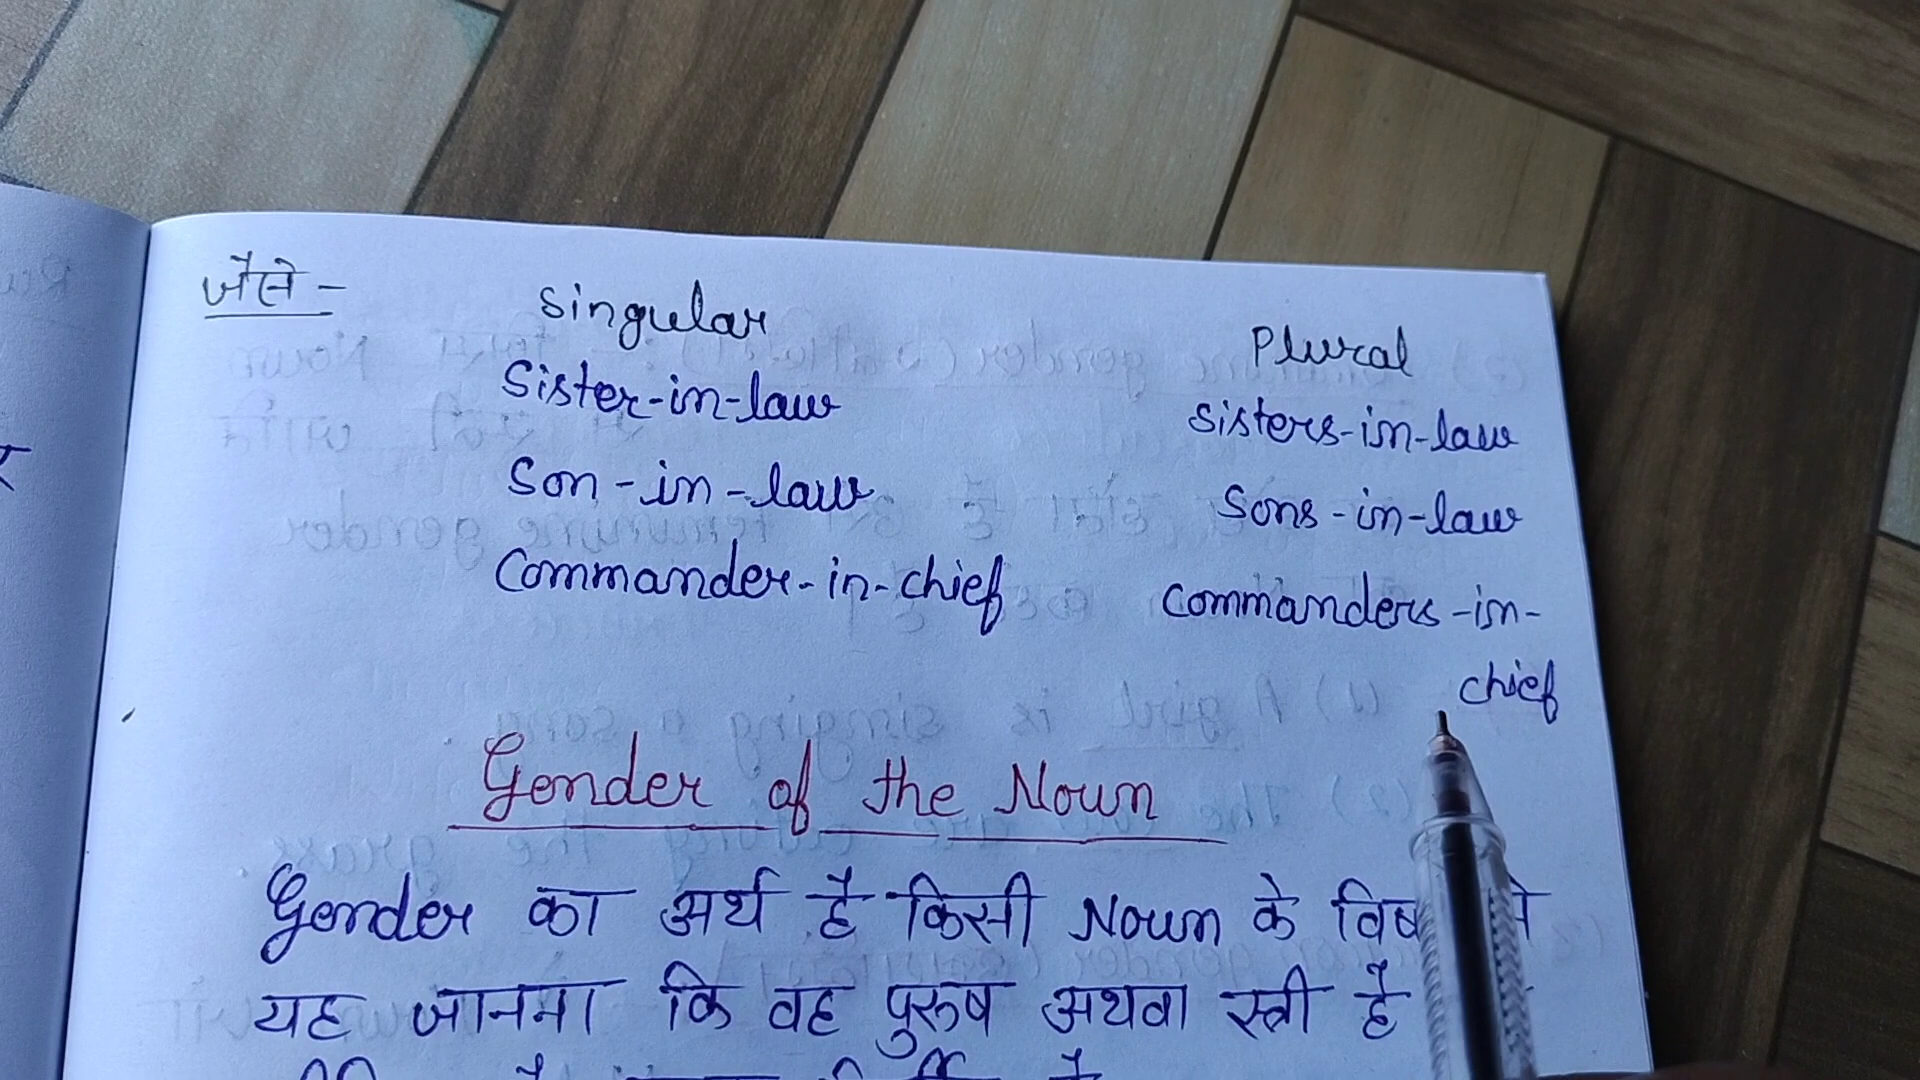 जैसे -
Singular Plural
Sister-in-law Sisters-in-law
Son-in-law Sons-in-law
Commander-in-chief Commanders-in-
chief
Gender of the Noun
Gender का अर्थ है किसी Noun के
यह जानना कि वह पुरुष अथवा स्त्री है